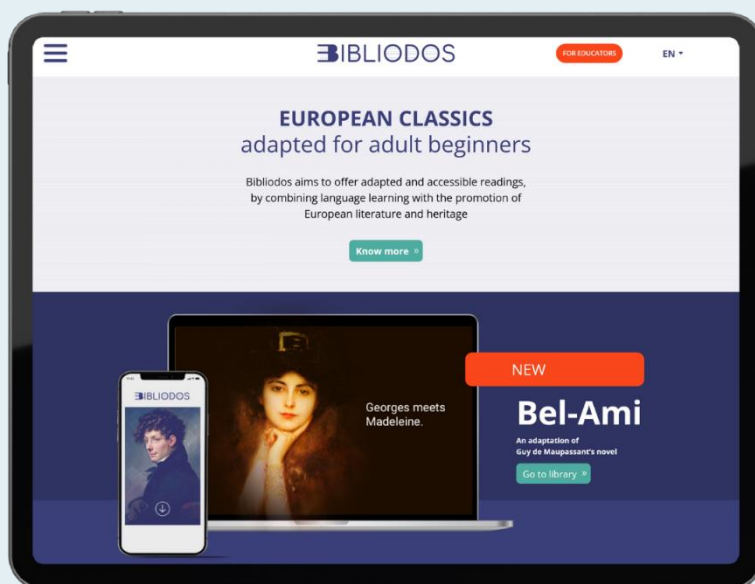 BIBLIODOS
FOR EDUCATORS
EN
EUROPEAN CLASSICS
adapted for adult beginners
Bibliodos aims to offer adapted and accessible readings,
by combining language learning with the promotion of
European literature and heritage
Know more »
BIBLIODOS
Georges meets
Madeleine.
NEW
Bel-Ami
An adaptation of
Guy de Maupassant's novel
Go to library »